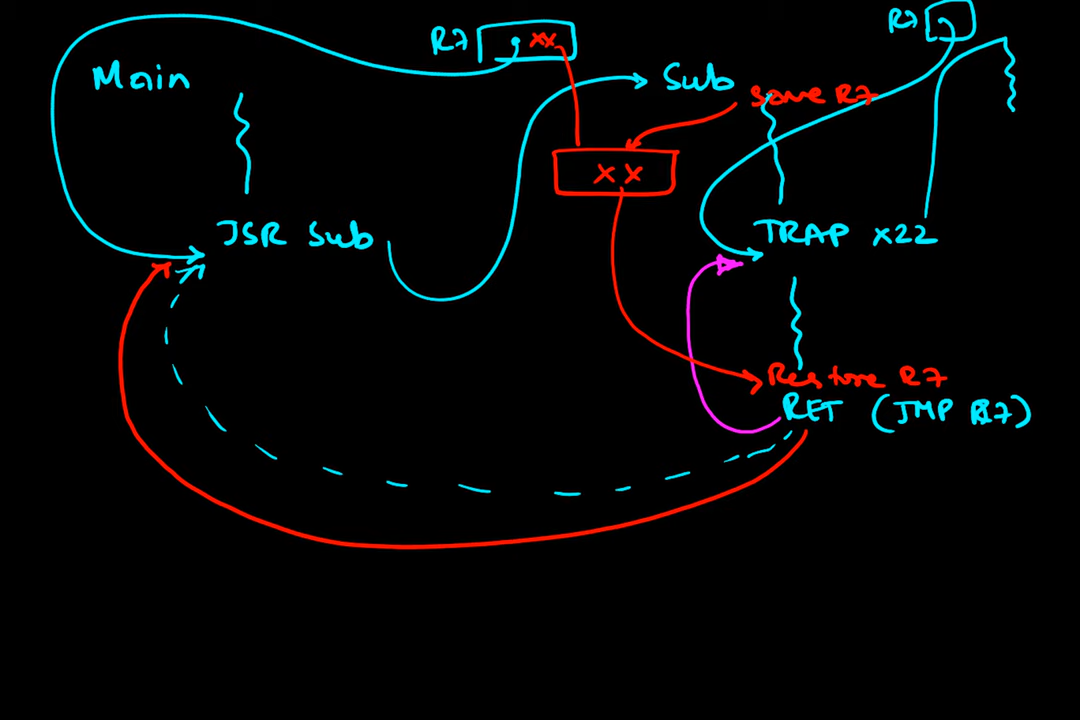 R7
R7 xx
Main
Sub
Save R7
xx
JSR Sub
TRAP x22
Restore R7
RET (JMP R7)